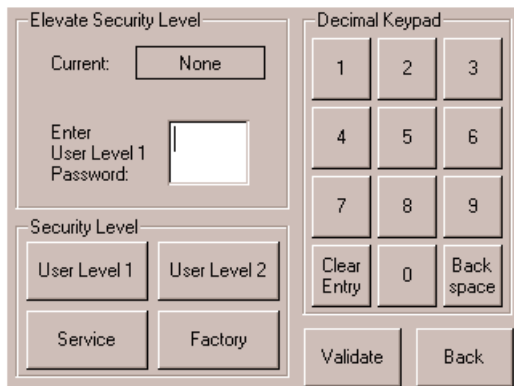 Elevate Security Level
Current: None
Enter
User Level 1
Password:
Security Level
User Level 1 User Level 2
Service Factory
Decimal Keypad
1 2 3
4 5 6
7 8 9
Clear
Entry
0
Back
space
Validate Back